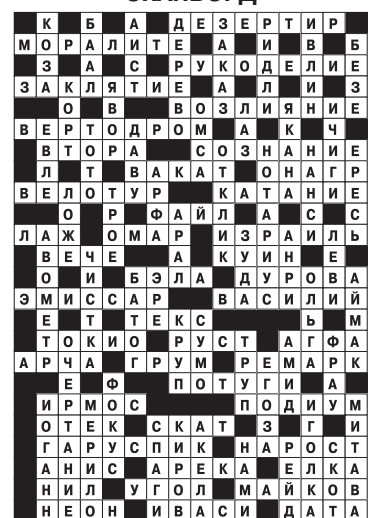 К Б А ДЕЗЕРТИР
МОРАЛИТЕ А И В Б
З А С РУКОДЕЛИЕ
ЗАКЛЯТИЕ А Л И З
О В ВОЗЛИЯНИЕ
ВЕРТОДРОМ А К Ч
ВТОРА СОЗНАНИЕ
Л Т ВАКАТ ОНАГР
ВЕЛОТУР КАТАНИЕ
О Р ФАЙЛ А С С
ЛАЖ ОМАР ИЗРАИЛЬ
ВЕЧЕ А КУИН Е
О И БЭЛА ДУРОВА
ЭМИССАР ВАСИЛИЙ
Е Т ТЕКС Ь М
ТОКИО РУСТ АГФА
АРЧА ГРУМ РЕМАРК
Е Ф ПОТУГИ А
ИРМОС ПОДИУМ
ОТЕК СКАТ З Г И
ГАРУСПИК НАРОСТ
АНИС АРЕКА ЕЛКА
НИЛ УГОЛ МАЙКОВ
НЕОН ИВАСИ ДАТА